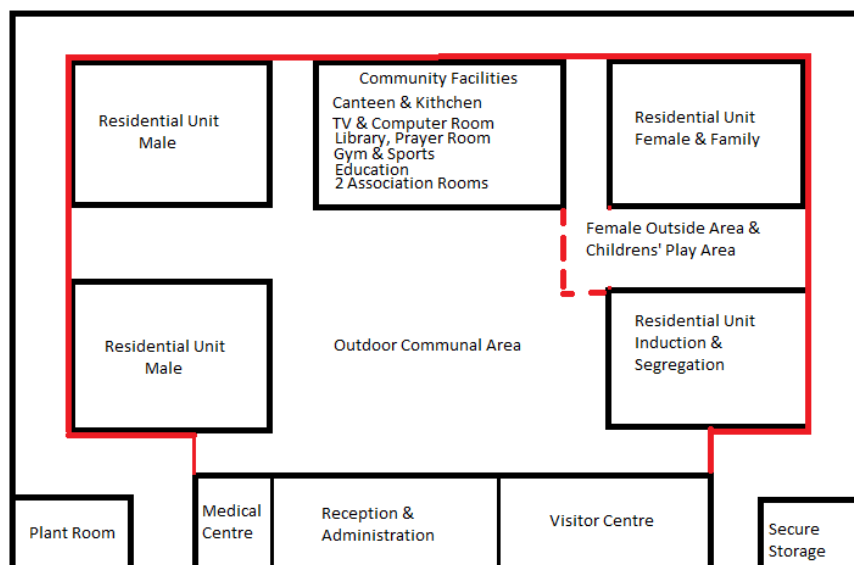 Residential Unit
Male
Community Facilities
Canteen & Kithchen
TV & Computer Room
Library, Prayer Room
Gym & Sports
Education
2 Association Rooms
Residential Unit
Female & Family
Female Outside Area &
Childrens' Play Area
Residential Unit
Male
Outdoor Communal Area
Residential Unit
Induction &
Segregation
Plant Room
Medical
Centre
Reception &
Administration
Visitor Centre
Secure
Storage